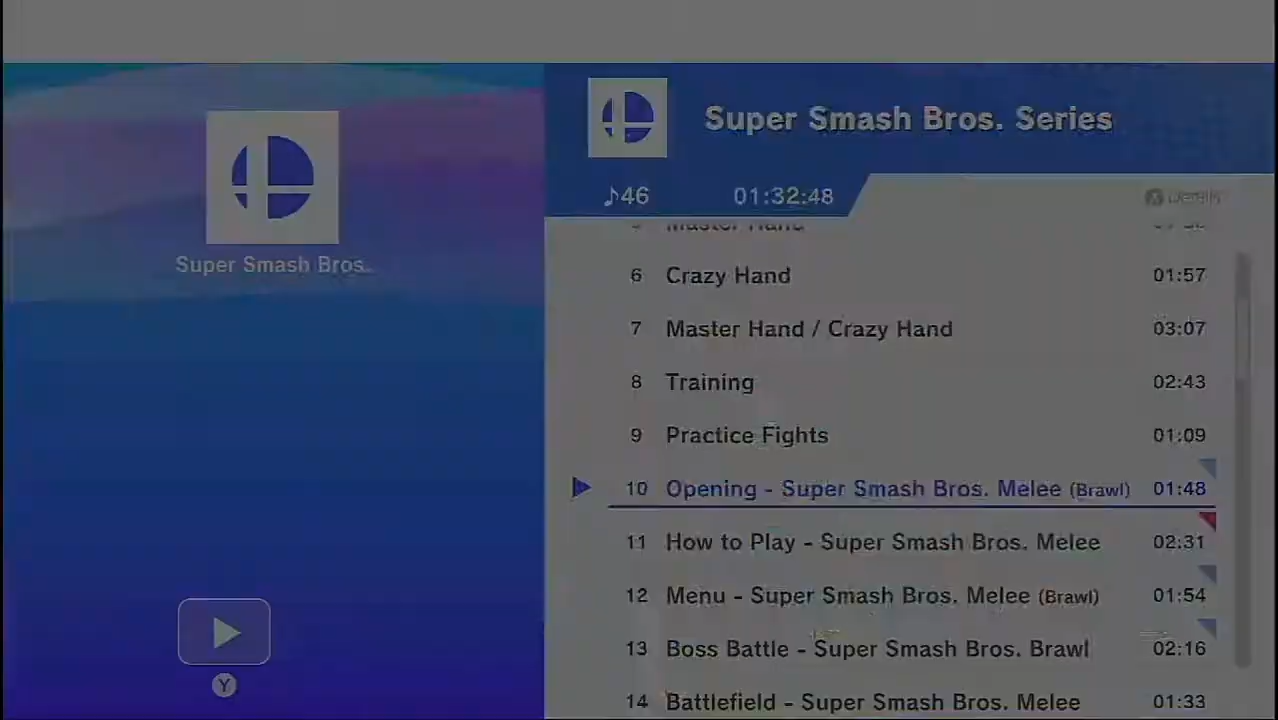 Super Smash Bros.
Y
Super Smash Bros. Series
♪46 01:32:48
Details
Master Hand
6 Crazy Hand 01:57
7 Master Hand / Crazy Hand 03:07
8 Training 02:43
9 Practice Fights 01:09
10 Opening - Super Smash Bros. Melee (Brawl) 01:48
11 How to Play - Super Smash Bros. Melee 02:31
12 Menu - Super Smash Bros. Melee (Brawl) 01:54
13 Boss Battle - Super Smash Bros. Brawl 02:16
14 Battlefield - Super Smash Bros. Melee 01:33